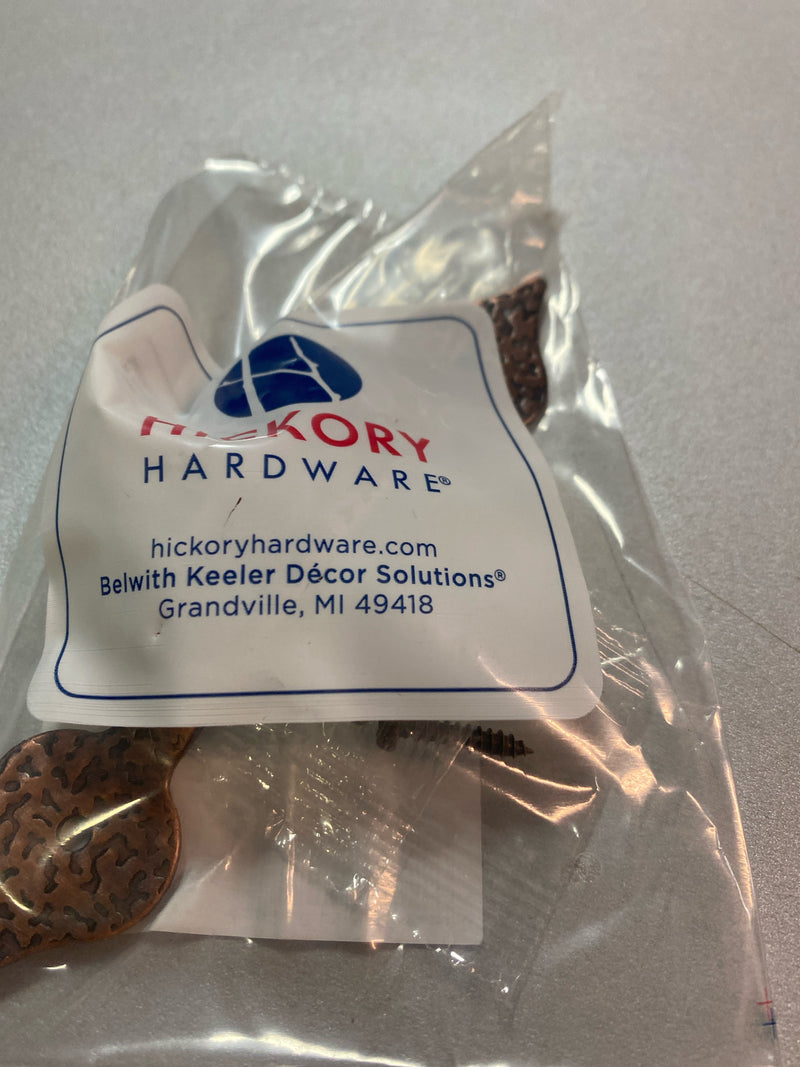 HICKORY
HARDWARE®
hickoryhardware.com
Belwith Keeler Décor Solutions®
Grandville, MI 49418